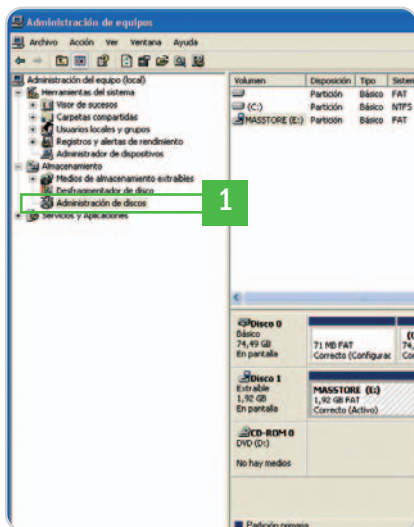 Administración de equipos
Archivo Acción Ver Ventana Ayuda
Administración del equipo (local)
Herramientas del sistema
Visor de sucesos
Carpetas compartidas
Usuarios locales y grupos
Registros y alertas de rendimiento
Administrador de dispositivos
Almacenamiento
Medios de almacenamiento extraíbles
Desfragmentador de disco
Administración de discos
Servicios y Aplicaciones
1
Volumen Disposición Tipo Sistem
Partición Básico FAT
(C:) Partición Básico NTFS
MASSTORE (E:) Partición Básico FAT
Disco 0
Básico
74,49 GB
En pantalla
71 MB FAT
Correcto (Configurac
(C
74,
Cor
Disco 1
Extraíble
1,92 GB
En pantalla
MASSTORE (E:)
1,92 GB FAT
Correcto (Activo)
CD-ROM 0
DVD (D:)
No hay medios
Partición primaria